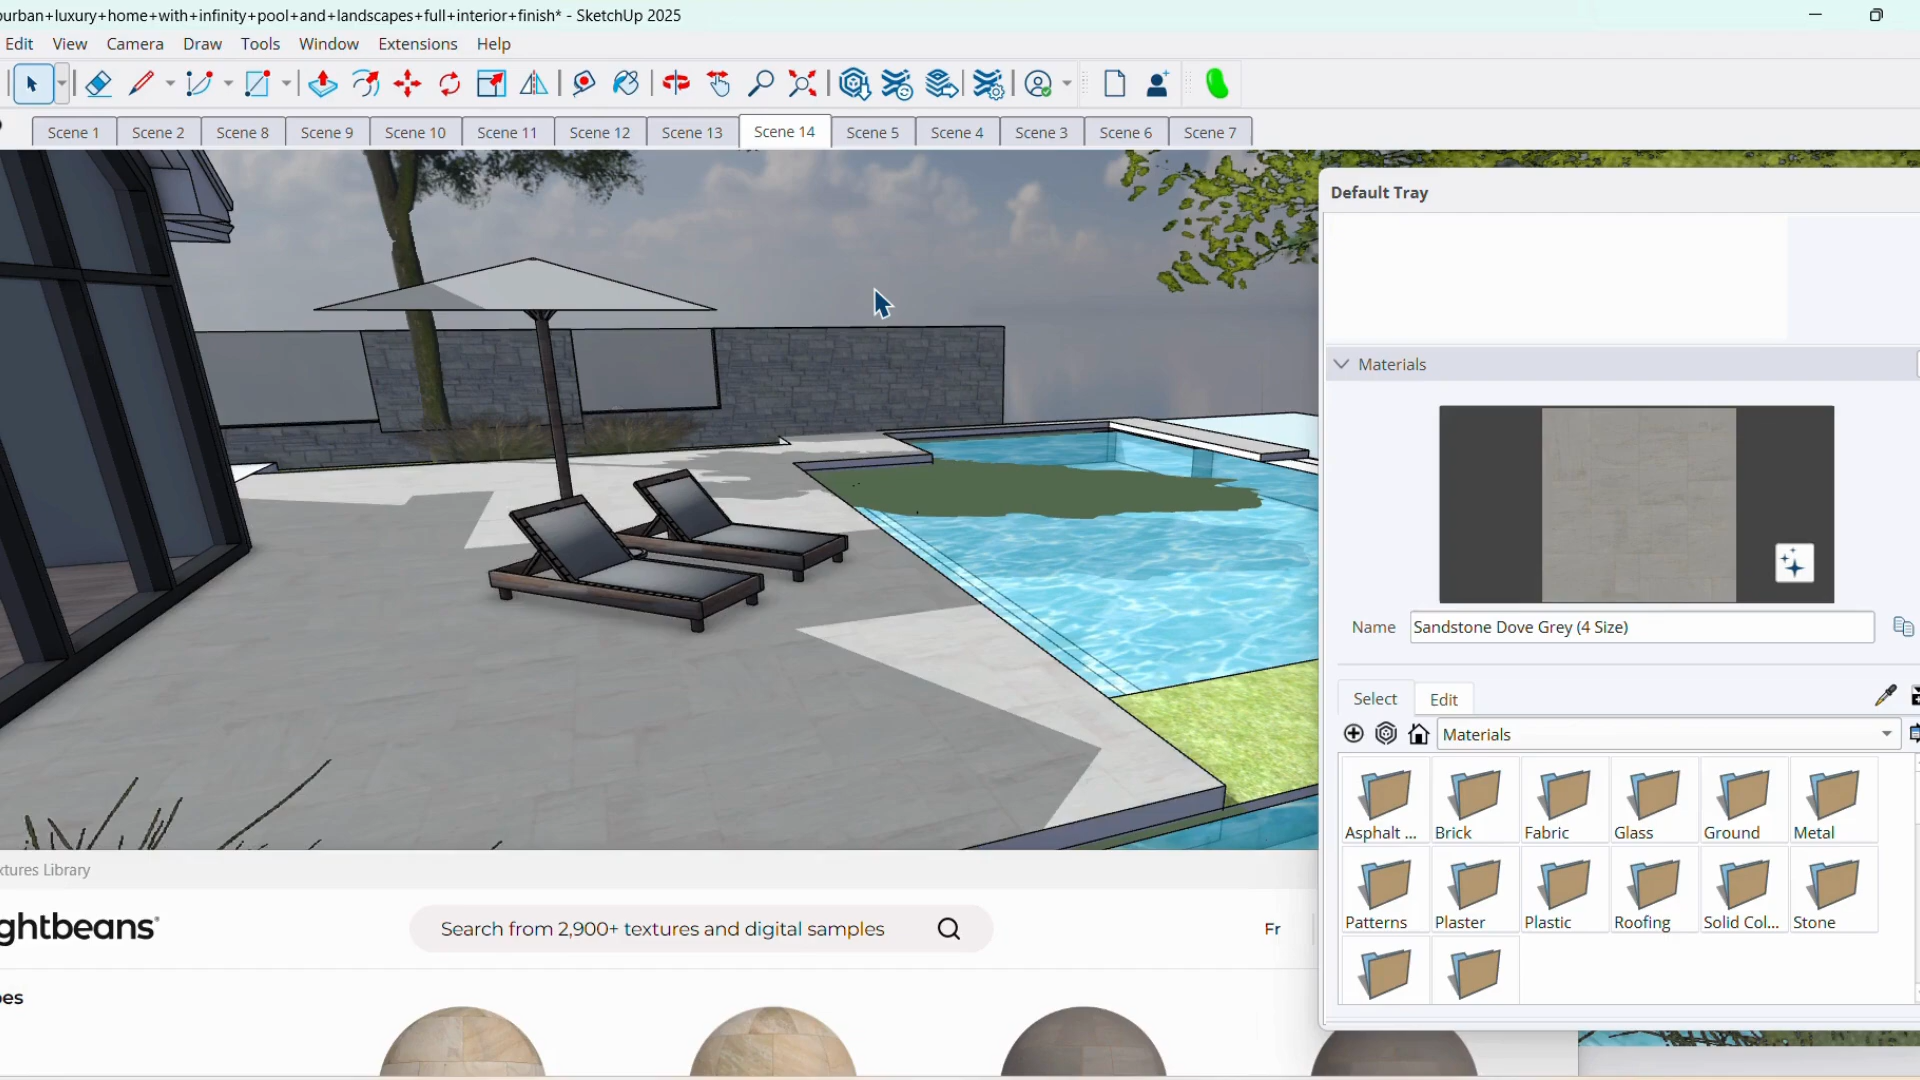 urban+luxury+home+with+infinity+pool+and+landscapes+full+interior+finish* - SketchUp 2025
Edit View Camera Draw Tools Window Extensions Help
Scene 1 Scene 2 Scene 8 Scene 9 Scene 10 Scene 11 Scene 12 Scene 13 Scene 14 Scene 5 Scene 4 Scene 3 Scene 6 Scene 7
Default Tray
Materials
Name Sandstone Dove Grey (4 Size)
Select Edit
Materials
Asphalt ... Brick Fabric Glass Ground Metal
Patterns Plaster Plastic Roofing Solid Col... Stone
xtures Library
ghtbeans®
Search from 2,900+ textures and digital samples
Fr
es